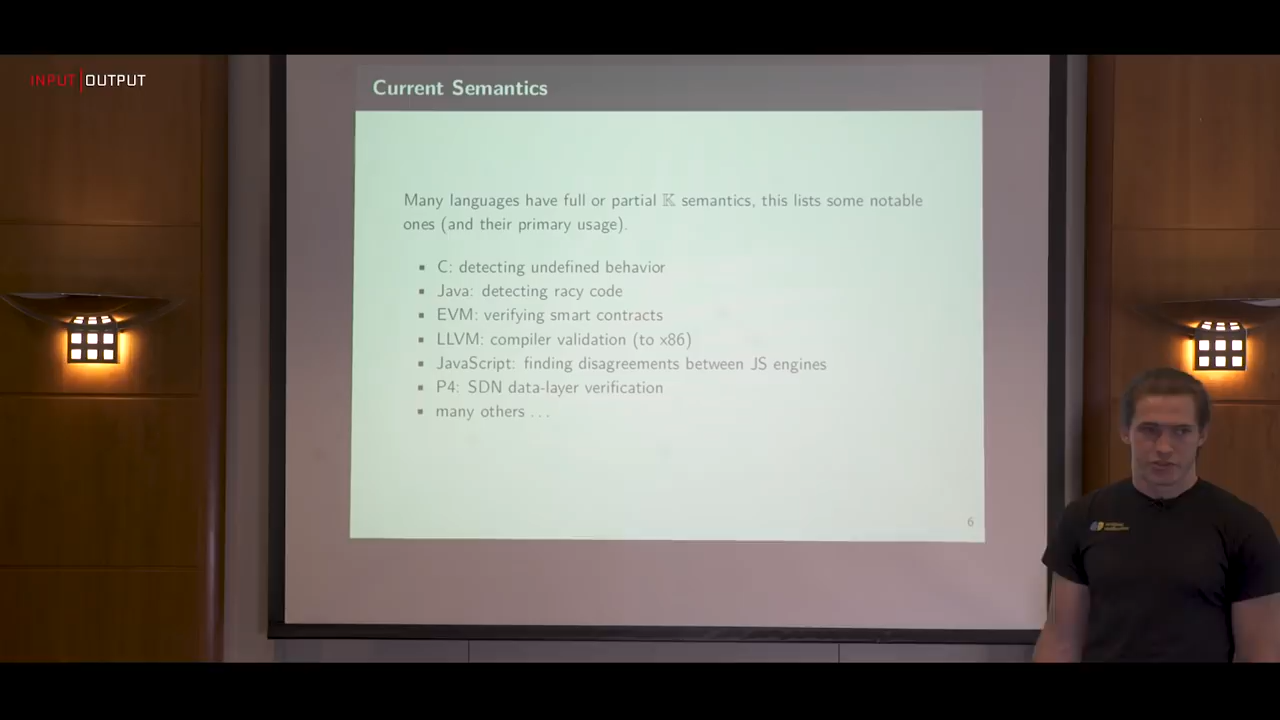 INPUT | OUTPUT
Current Semantics
Many languages have full or partial 𝕂 semantics, this lists some notable
ones (and their primary usage).
▪ C: detecting undefined behavior
▪ Java: detecting racy code
▪ EVM: verifying smart contracts
▪ LLVM: compiler validation (to x86)
▪ JavaScript: finding disagreements between JS engines
▪ P4: SDN data-layer verification
▪ many others . . .
6